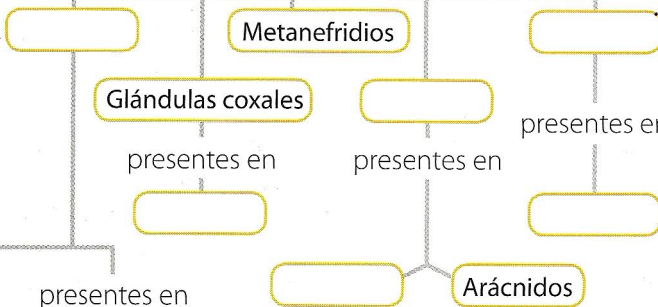 Metanefridios
Glándulas coxales
presentes en
presentes en
presentes en
Arácnidos
presentes en